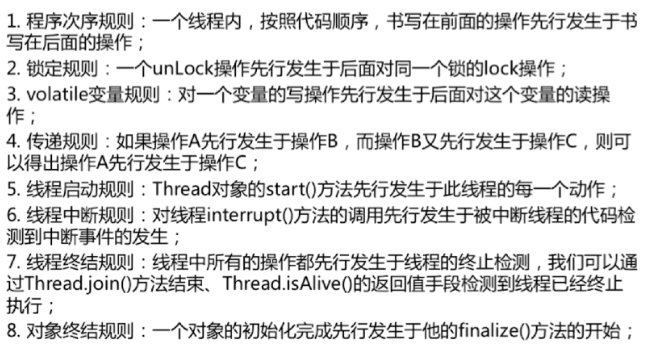 1. 程序次序规则：一个线程内，按照代码顺序，书写在前面的操作先行发生于书
写在后面的操作；
2. 锁定规则：一个unLock操作先行发生于后面对同一个锁的lock操作；
3. volatile变量规则：对一个变量的写操作先行发生于后面对这个变量的读操
作；
4. 传递规则：如果操作A先行发生于操作B，而操作B又先行发生于操作C，则可
以得出操作A先行发生于操作C；
5. 线程启动规则：Thread对象的start()方法先行发生于此线程的每一个动作；
6. 线程中断规则：对线程interrupt()方法的调用先行发生于被中断线程的代码检
测到中断事件的发生；
7. 线程终结规则：线程中所有的操作都先行发生于线程的终止检测，我们可以通
过Thread.join()方法结束、Thread.isAlive()的返回值手段检测到线程已经终止
执行；
8. 对象终结规则：一个对象的初始化完成先行发生于他的finalize()方法的开始；